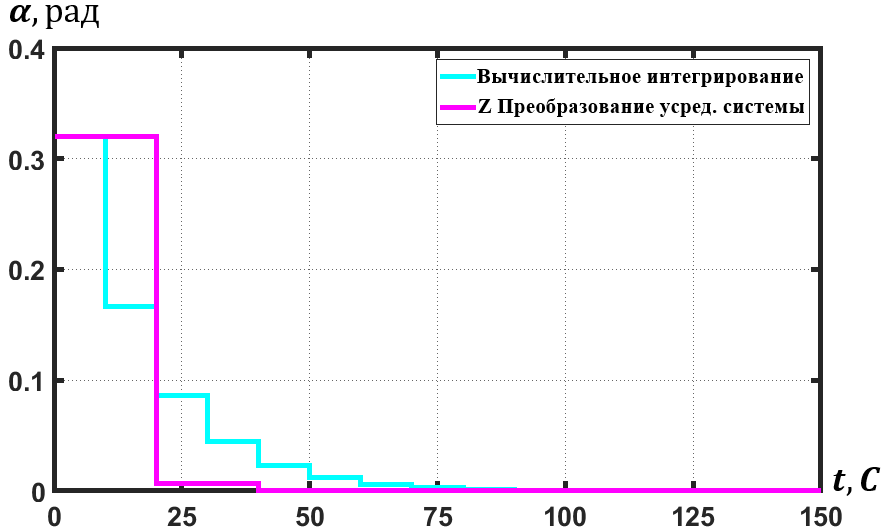 α, рад
0.4
Вычислительное интегрирование
Z Преобразование усред. системы
0.3
0.2
0.1
0
t, C
0 25 50 75 100 125 150